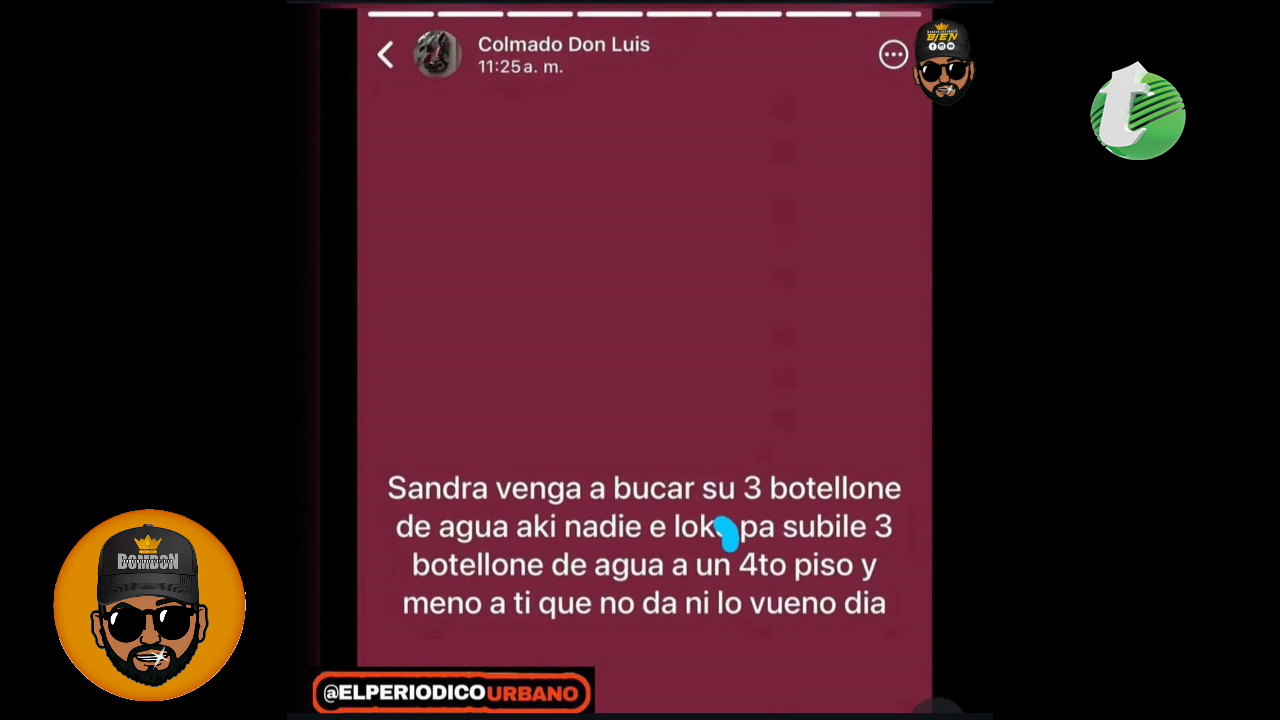 Colmado Don Luis
11:25 a. m.
BIEN
t
Sandra venga a bucar su 3 botellone
de agua aki nadie e lok pa subile 3
botellone de agua a un 4to piso y
meno a ti que no da ni lo vueno dia
BOMBON
@ELPERIODICOURBANO